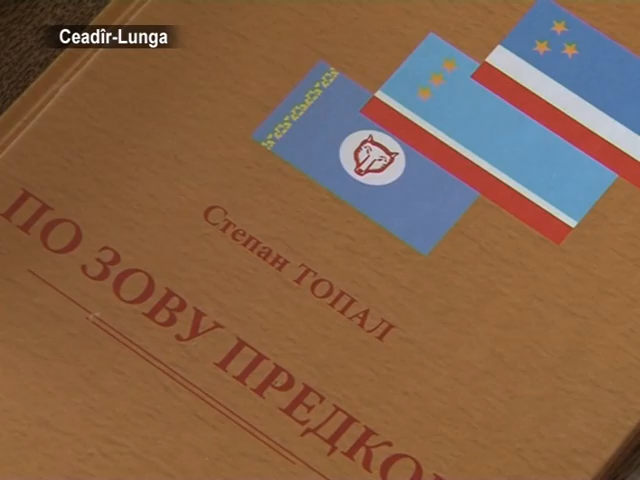 Ceadîr-Lunga
Степан ТОПАЛ
ПО ЗОВУ ПРЕДКО